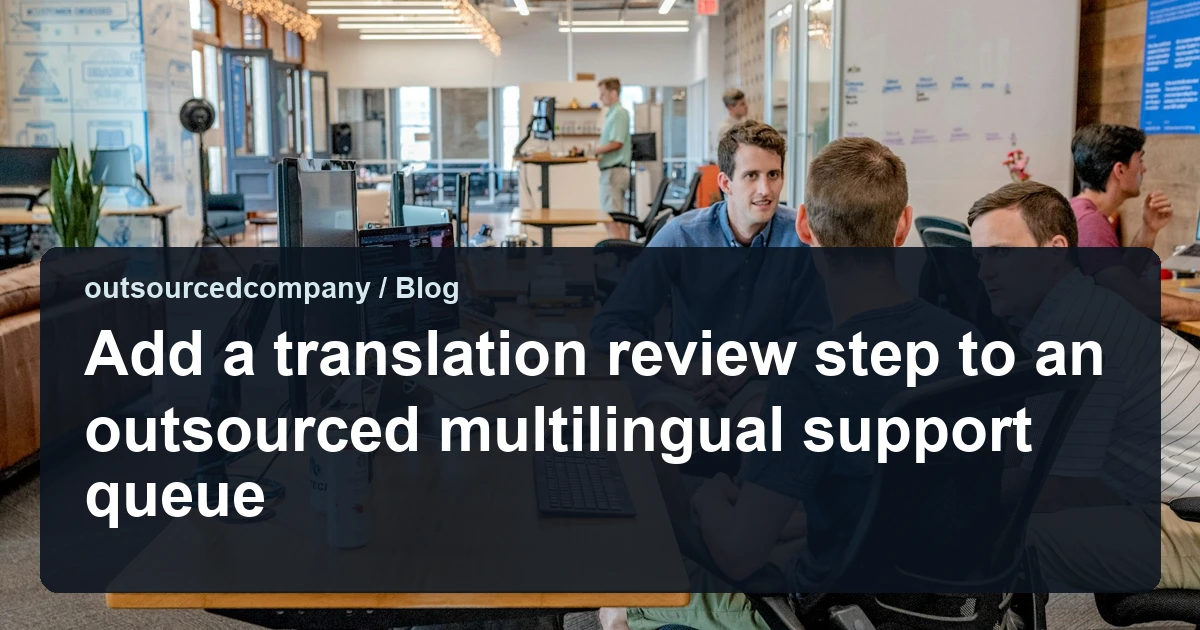 outsourcedcompany / Blog
Add a translation review step to an
outsourced multilingual support
queue